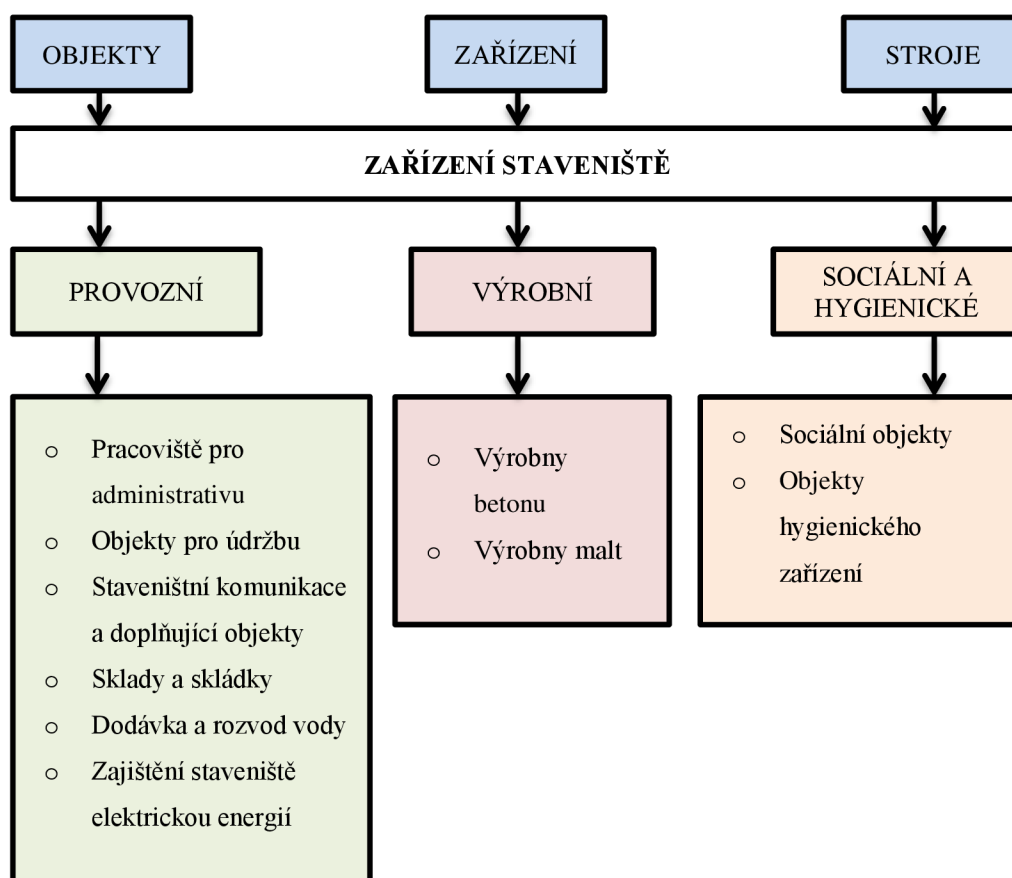 OBJEKTY
ZAŘÍZENÍ
STROJE
ZAŘÍZENÍ STAVENIŠTĚ
PROVOZNÍ
VÝROBNÍ
SOCIÁLNÍ A
HYGIENICKÉ
o Pracoviště pro
administrativu
o Objekty pro údržbu
o Staveništní komunikace
a doplňující objekty
o Sklady a skládky
o Dodávka a rozvod vody
o Zajištění staveniště
elektrickou energií
o Výrobny
betonu
o Výrobny malt
o Sociální objekty
o Objekty
hygienického
zařízení